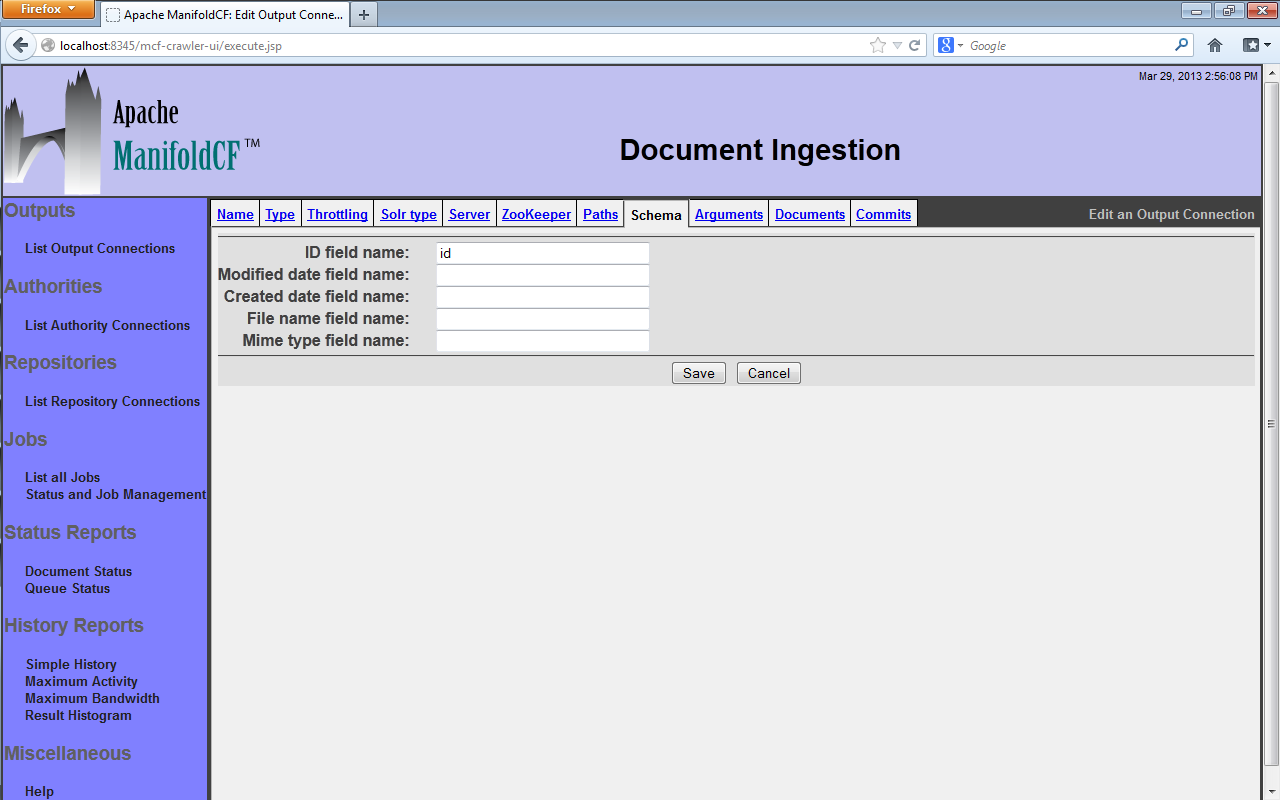 Firefox
Apache ManifoldCF: Edit Output Conne...
localhost:8345/mcf-crawler-ui/execute.jsp
Google
Mar 29, 2013 2:56:08 PM
Apache
ManifoldCF™
Document Ingestion
Outputs
List Output Connections
Authorities
List Authority Connections
Repositories
List Repository Connections
Jobs
List all Jobs
Status and Job Management
Status Reports
Document Status
Queue Status
History Reports
Simple History
Maximum Activity
Maximum Bandwidth
Result Histogram
Miscellaneous
Help
Name Type Throttling Solr type Server ZooKeeper Paths Schema Arguments Documents Commits Edit an Output Connection
ID field name: id
Modified date field name:
Created date field name:
File name field name:
Mime type field name:
Save Cancel